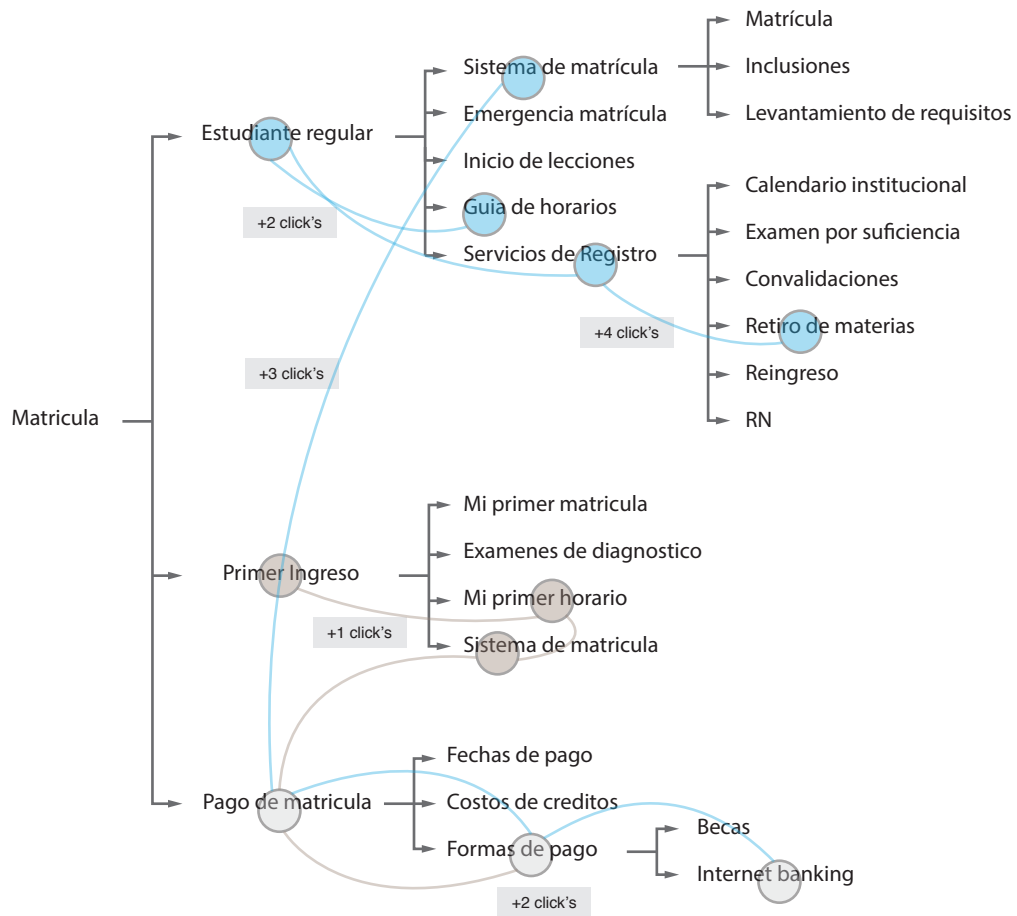 Matrícula
Sistema de matrícula
Inclusiones
Emergencia matrícula
Levantamiento de requisitos
Estudiante regular
Inicio de lecciones
Calendario institucional
Guia de horarios
+2 click's
Examen por suficiencia
Servicios de Registro
Convalidaciones
+4 click's
Retiro de materias
+3 click's
Reingreso
Matricula
RN
Mi primer matricula
Examenes de diagnostico
Primer Ingreso
Mi primer horario
+1 click's
Sistema de matricula
Fechas de pago
Pago de matricula
Costos de creditos
Becas
Formas de pago
Internet banking
+2 click's